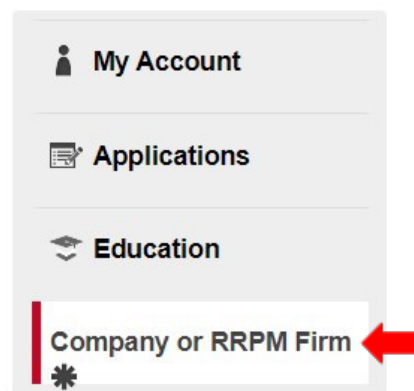 My Account
Applications
Education
Company or RRPM Firm